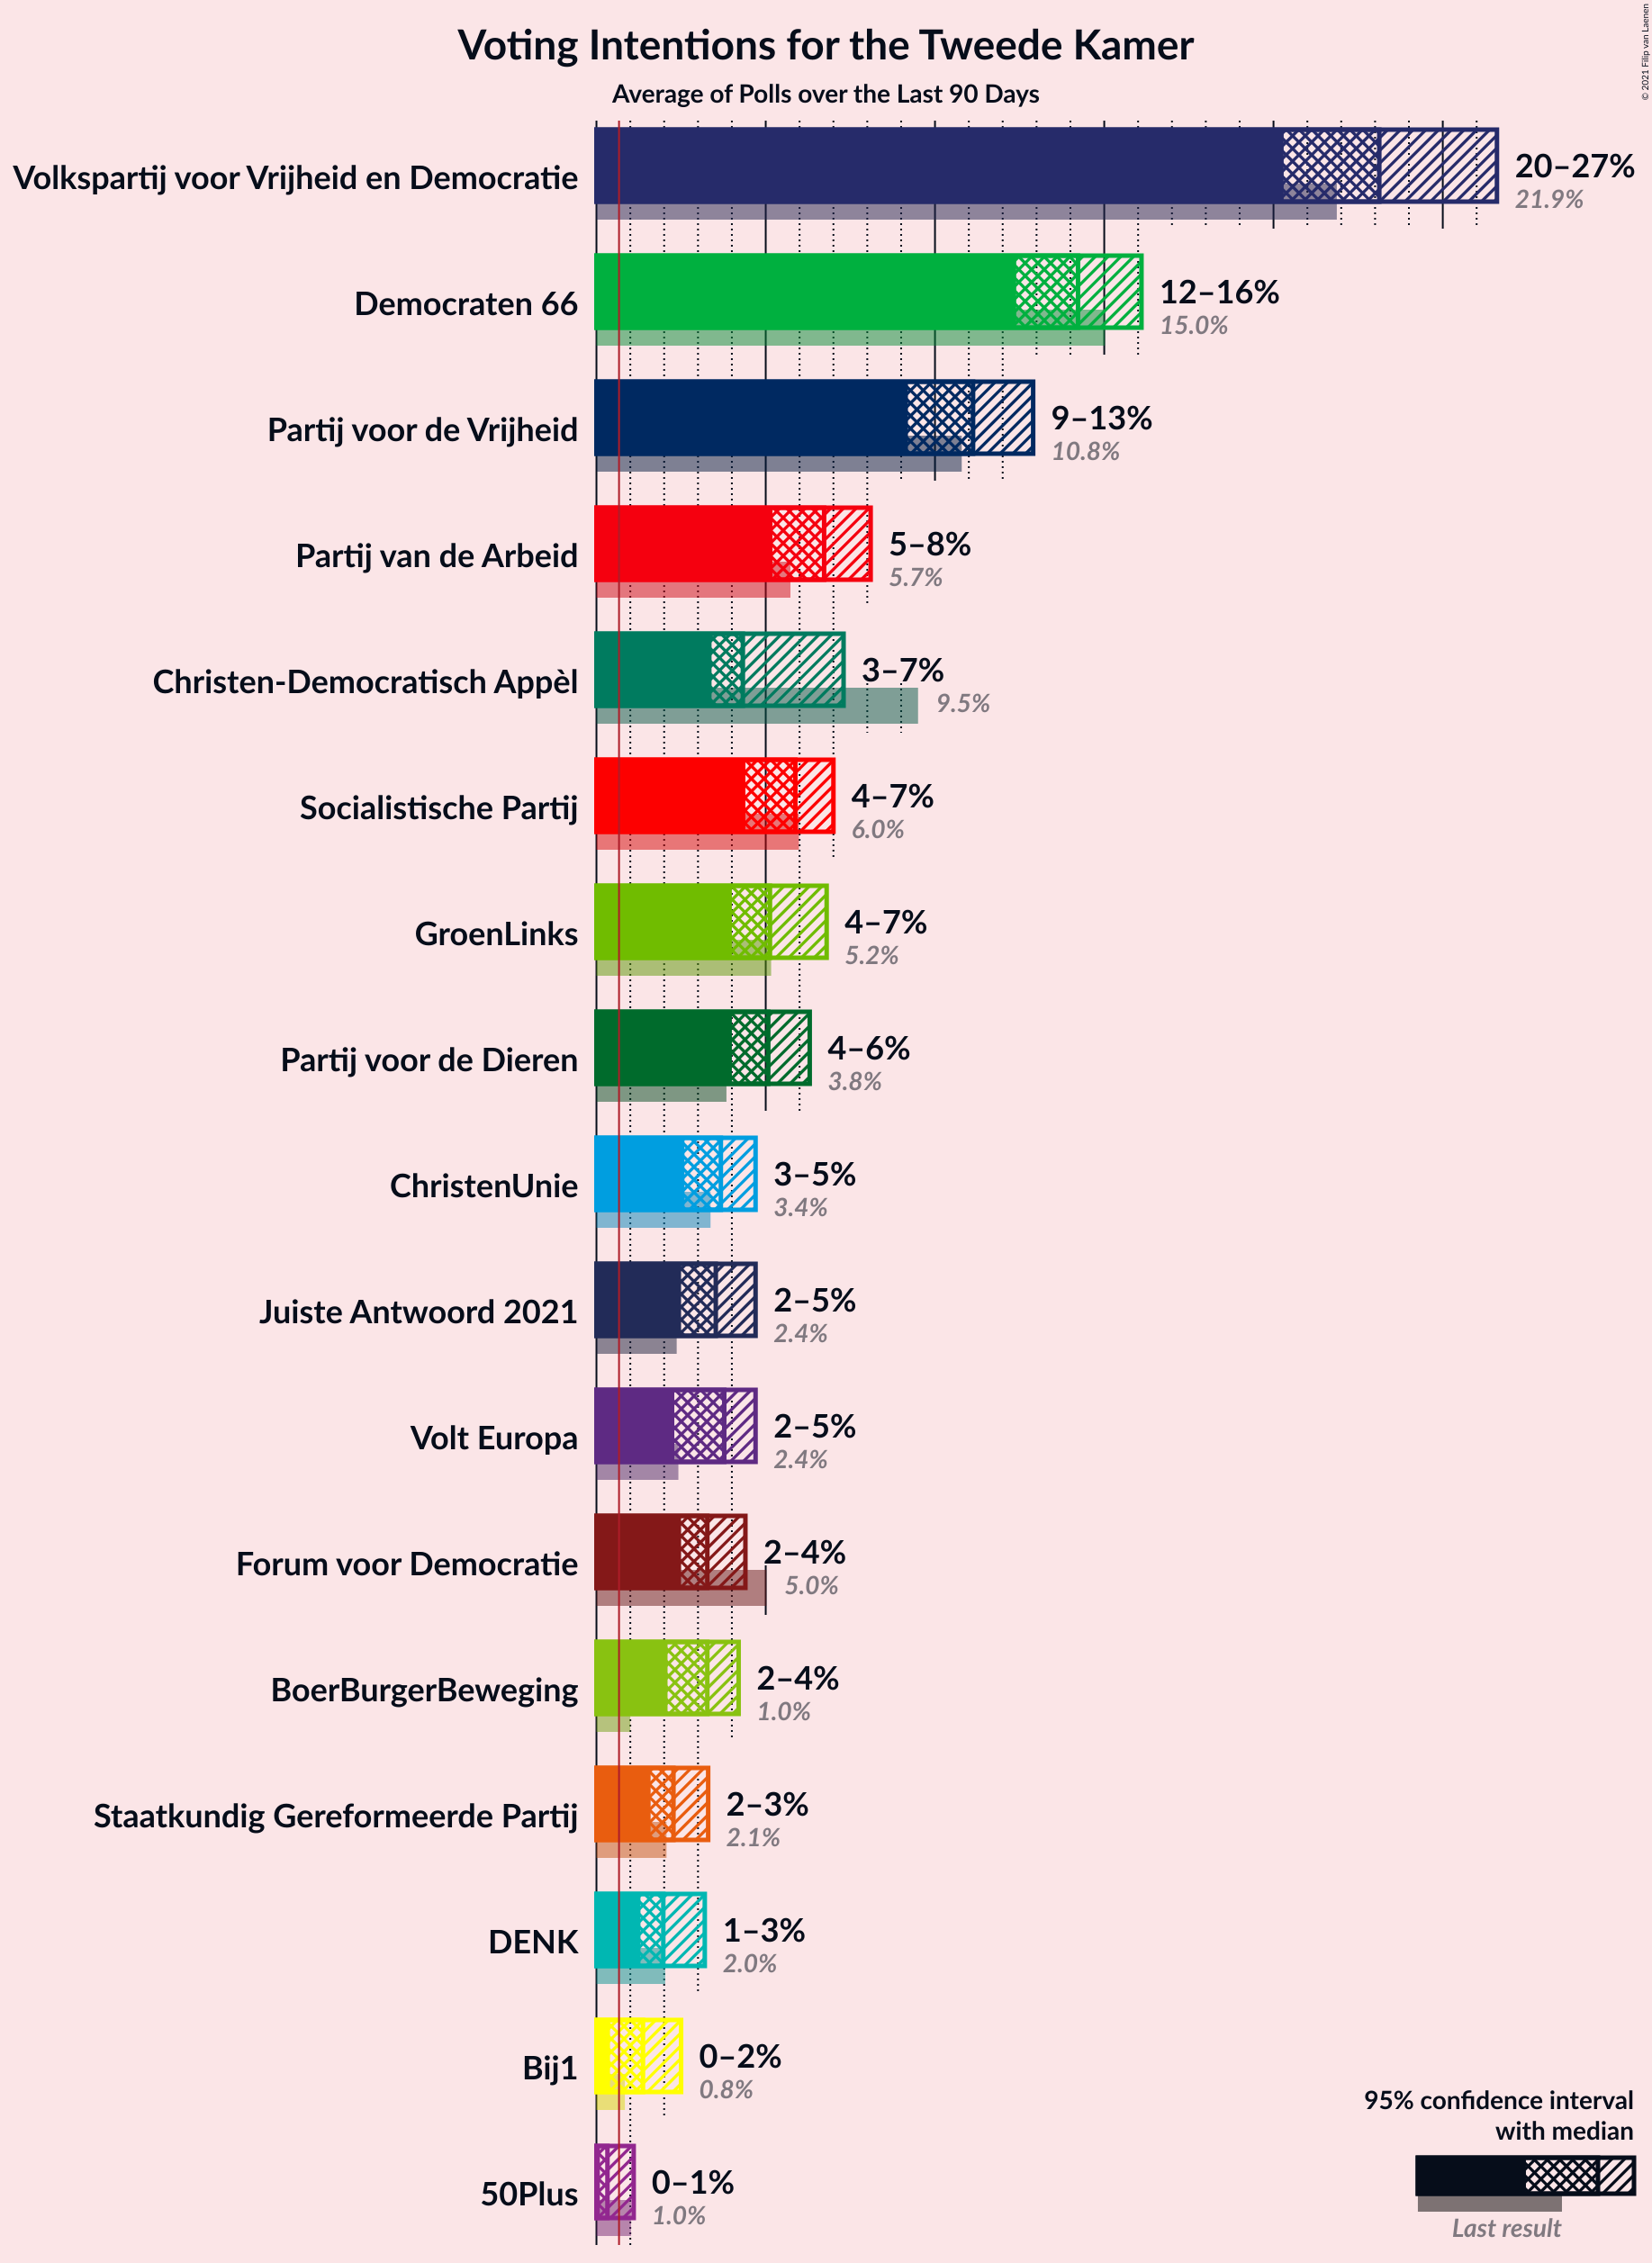 Voting Intentions for the Tweede Kamer
Average of Polls over the Last 90 Days
© 2021 Filip van Laenen
Volkspartij voor Vrijheid en Democratie
20–27%
21.9%
Democraten 66
12–16%
15.0%
Partij voor de Vrijheid
9–13%
10.8%
Partij van de Arbeid
5–8%
5.7%
Christen-Democratisch Appèl
3–7%
9.5%
Socialistische Partij
4–7%
6.0%
GroenLinks
4–7%
5.2%
Partij voor de Dieren
4–6%
3.8%
ChristenUnie
3–5%
3.4%
Juiste Antwoord 2021
2–5%
2.4%
Volt Europa
2–5%
2.4%
Forum voor Democratie
2–4%
5.0%
BoerBurgerBeweging
2–4%
1.0%
Staatkundig Gereformeerde Partij
2–3%
2.1%
DENK
1–3%
2.0%
Bij1
0–2%
0.8%
50Plus
0–1%
1.0%
95% confidence interval
with median
Last result